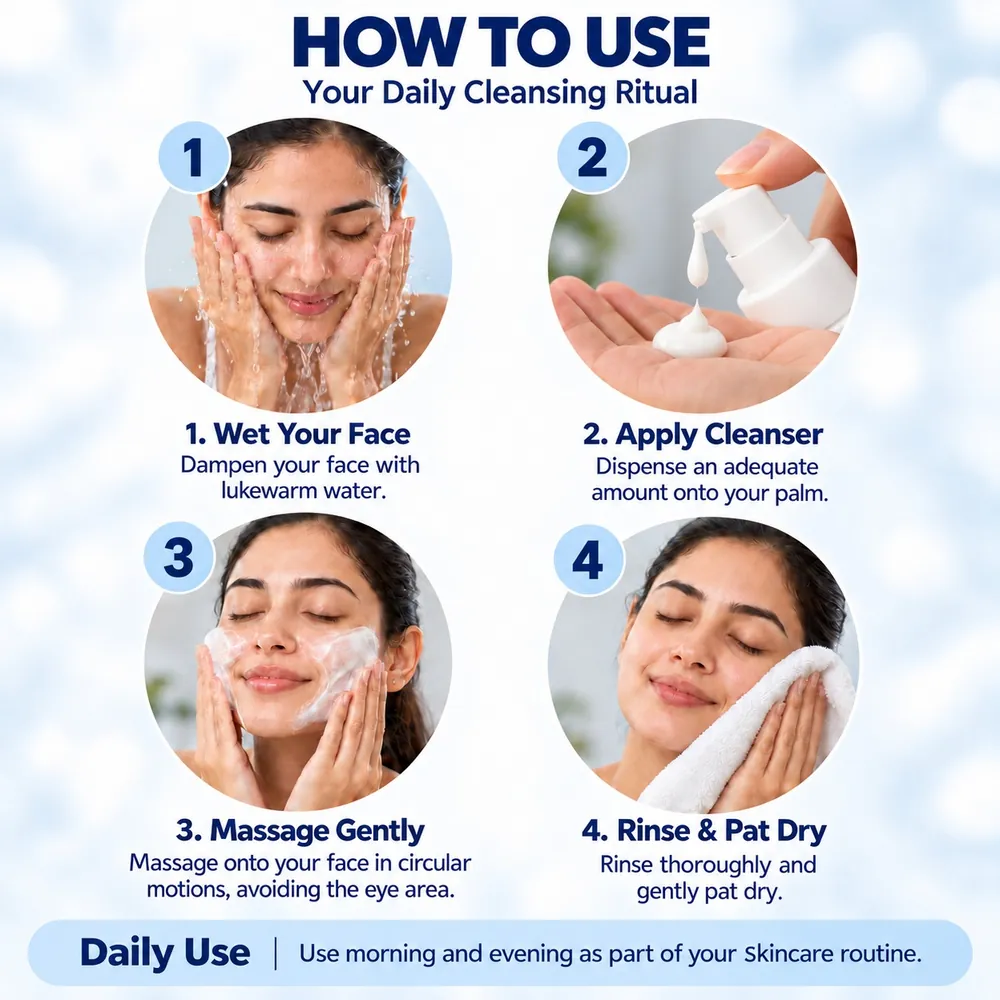 HOW TO USE
Your Daily Cleansing Ritual
1
2
1. Wet Your Face
Dampen your face with
lukewarm water.
2. Apply Cleanser
Dispense an adequate
amount onto your palm.
3
4
3. Massage Gently
Massage onto your face in circular
motions, avoiding the eye area.
4. Rinse & Pat Dry
Rinse thoroughly and
gently pat dry.
Daily Use | Use morning and evening as part of your Skincare routine.